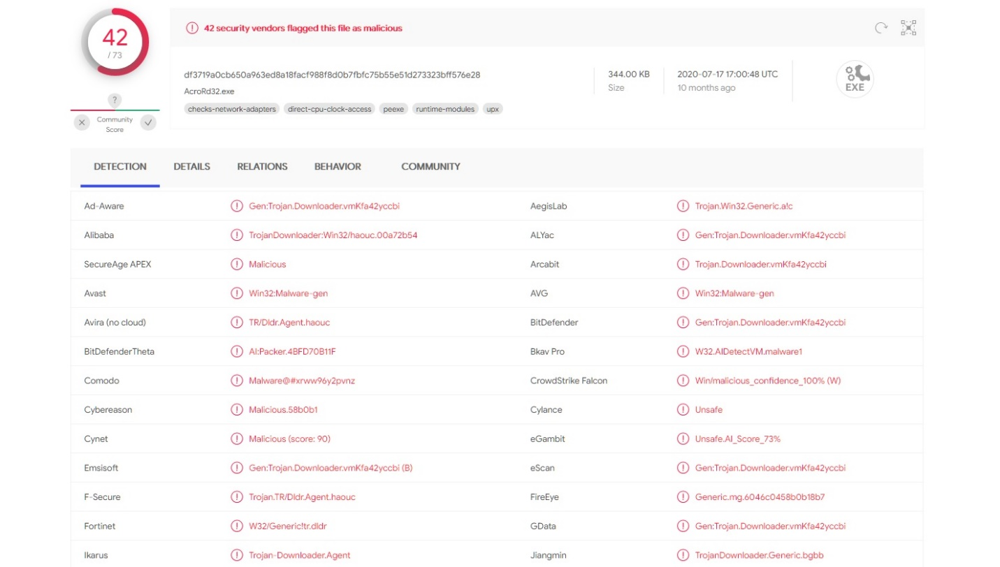 42
/ 73
?
Community
Score
42 security vendors flagged this file as malicious
df3719a0cb650a963ed8a18facf988f8d0b7fbfc75b55e51d273323bff576e28
AcroRd32.exe
checks-network-adapters direct-cpu-clock-access peexe runtime-modules upx
344.00 KB
Size
2020-07-17 17:00:48 UTC
10 months ago
EXE
DETECTION DETAILS RELATIONS BEHAVIOR COMMUNITY
Ad-Aware Gen:Trojan.Downloader.vmKfa42yccbi AegisLab Trojan.Win32.Generic.a!c
Alibaba TrojanDownloader:Win32/haouc.00a72b54 ALYac Gen:Trojan.Downloader.vmKfa42yccbi
SecureAge APEX Malicious Arcabit Trojan.Downloader.vmKfa42yccbi
Avast Win32:Malware-gen AVG Win32:Malware-gen
Avira (no cloud) TR/Dldr.Agent.haouc BitDefender Gen:Trojan.Downloader.vmKfa42yccbi
BitDefenderTheta AI:Packer.4BFD70B11F Bkav Pro W32.AIDetectVM.malware1
Comodo Malware@#xrww96y2pvnz CrowdStrike Falcon Win/malicious_confidence_100% (W)
Cybereason Malicious.58b0b1 Cylance Unsafe
Cynet Malicious (score: 90) eGambit Unsafe.AI_Score_73%
Emsisoft Gen:Trojan.Downloader.vmKfa42yccbi (B) eScan Gen:Trojan.Downloader.vmKfa42yccbi
F-Secure Trojan.TR/Dldr.Agent.haouc FireEye Generic.mg.6046c0458b0b18b7
Fortinet W32/Generic!tr.dldr GData Gen:Trojan.Downloader.vmKfa42yccbi
Ikarus Trojan-Downloader.Agent Jiangmin TrojanDownloader.Generic.bgbb